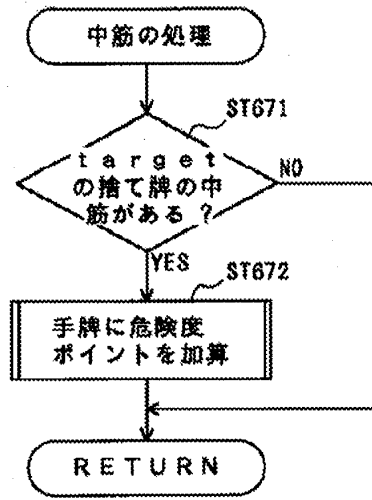 中筋の処理
ST671
target
の捨て牌の中
筋がある ?
NO
YES
ST672
手牌に危険度
ポイントを加算
RETURN